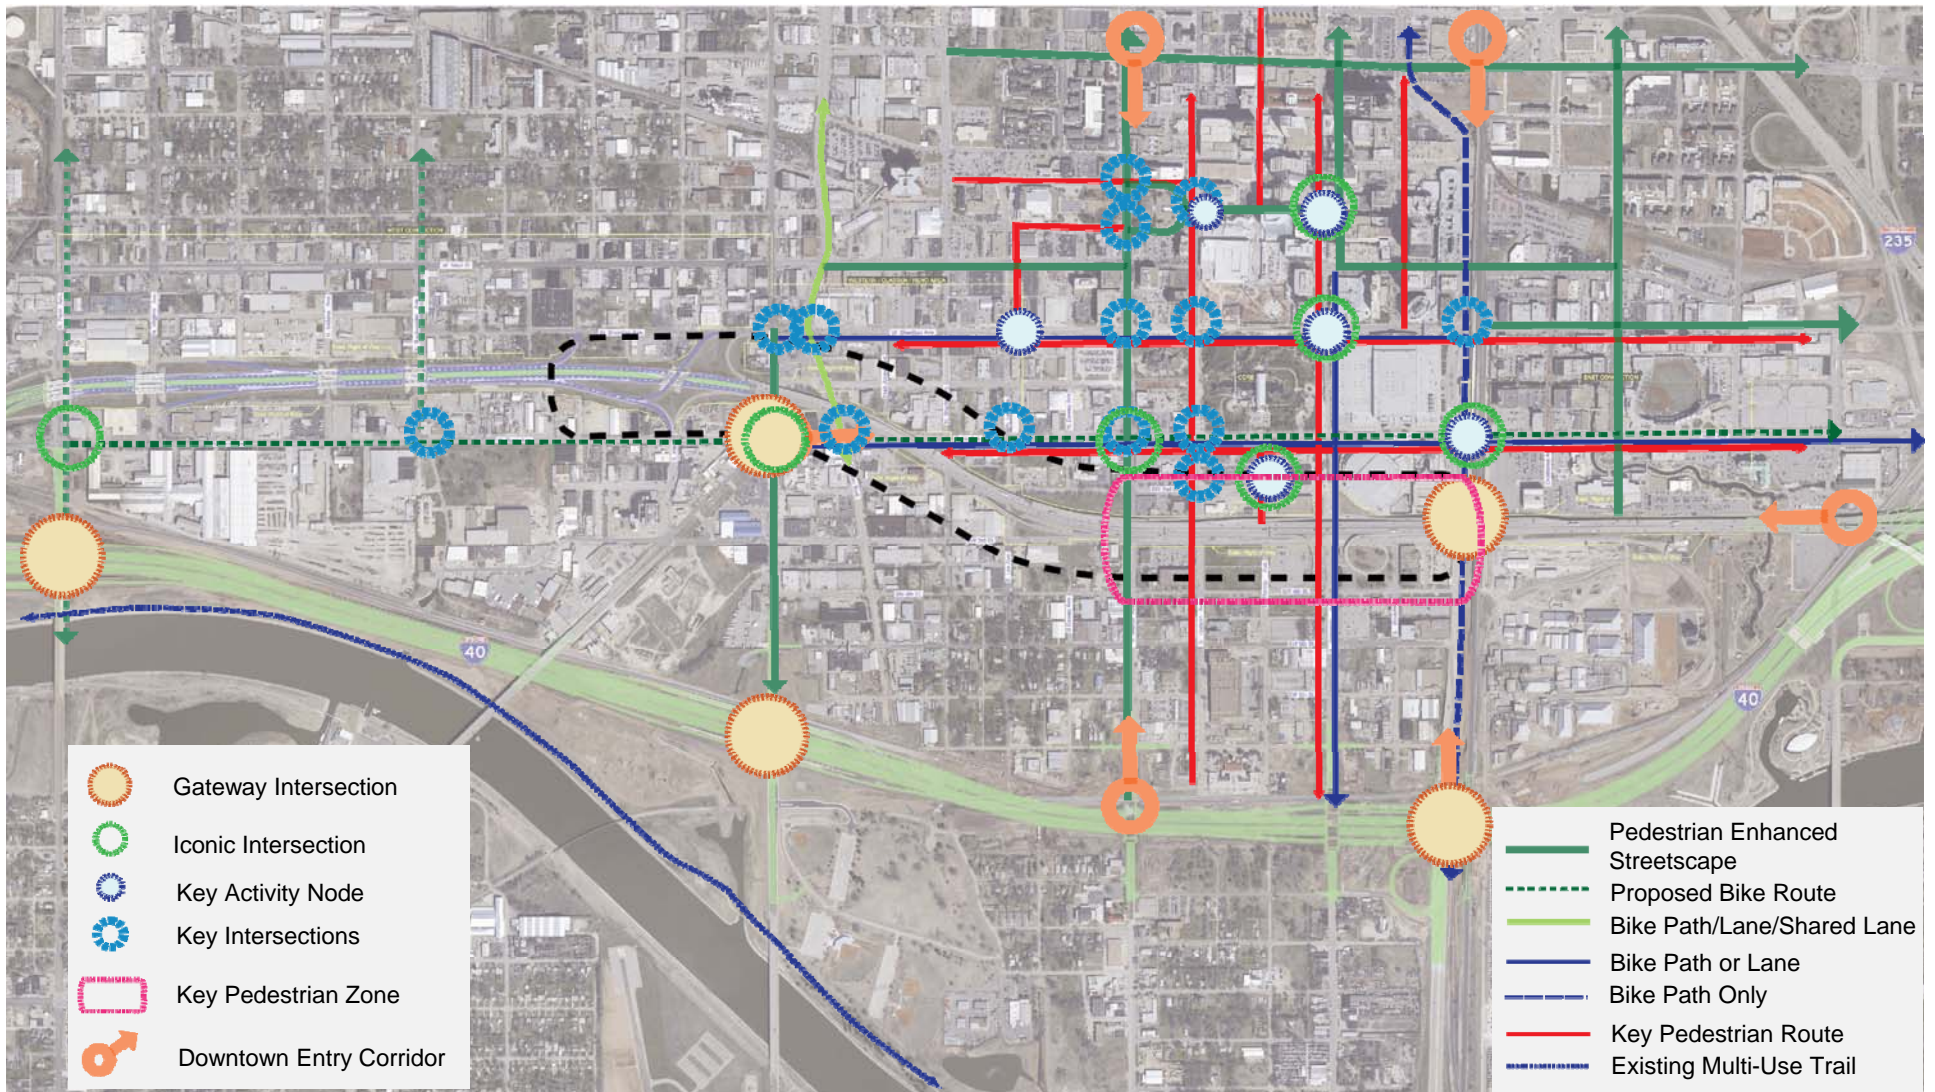 235
40
40
Gateway Intersection
Iconic Intersection
Key Activity Node
Key Intersections
Key Pedestrian Zone
Downtown Entry Corridor
Pedestrian Enhanced
Streetscape
Proposed Bike Route
Bike Path/Lane/Shared Lane
Bike Path or Lane
Bike Path Only
Key Pedestrian Route
Existing Multi-Use Trail